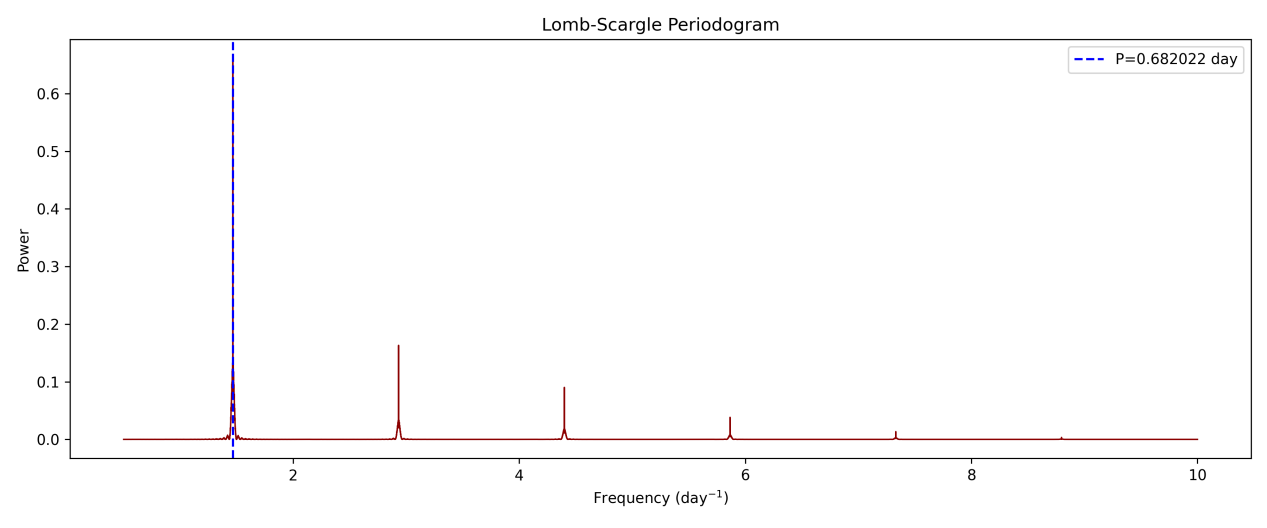 Lomb-Scargle Periodogram
P=0.682022 day
0.6
0.5
0.4
0.3
0.2
0.1
0.0
Power
2 4 6 8 10
Frequency (day⁻¹)